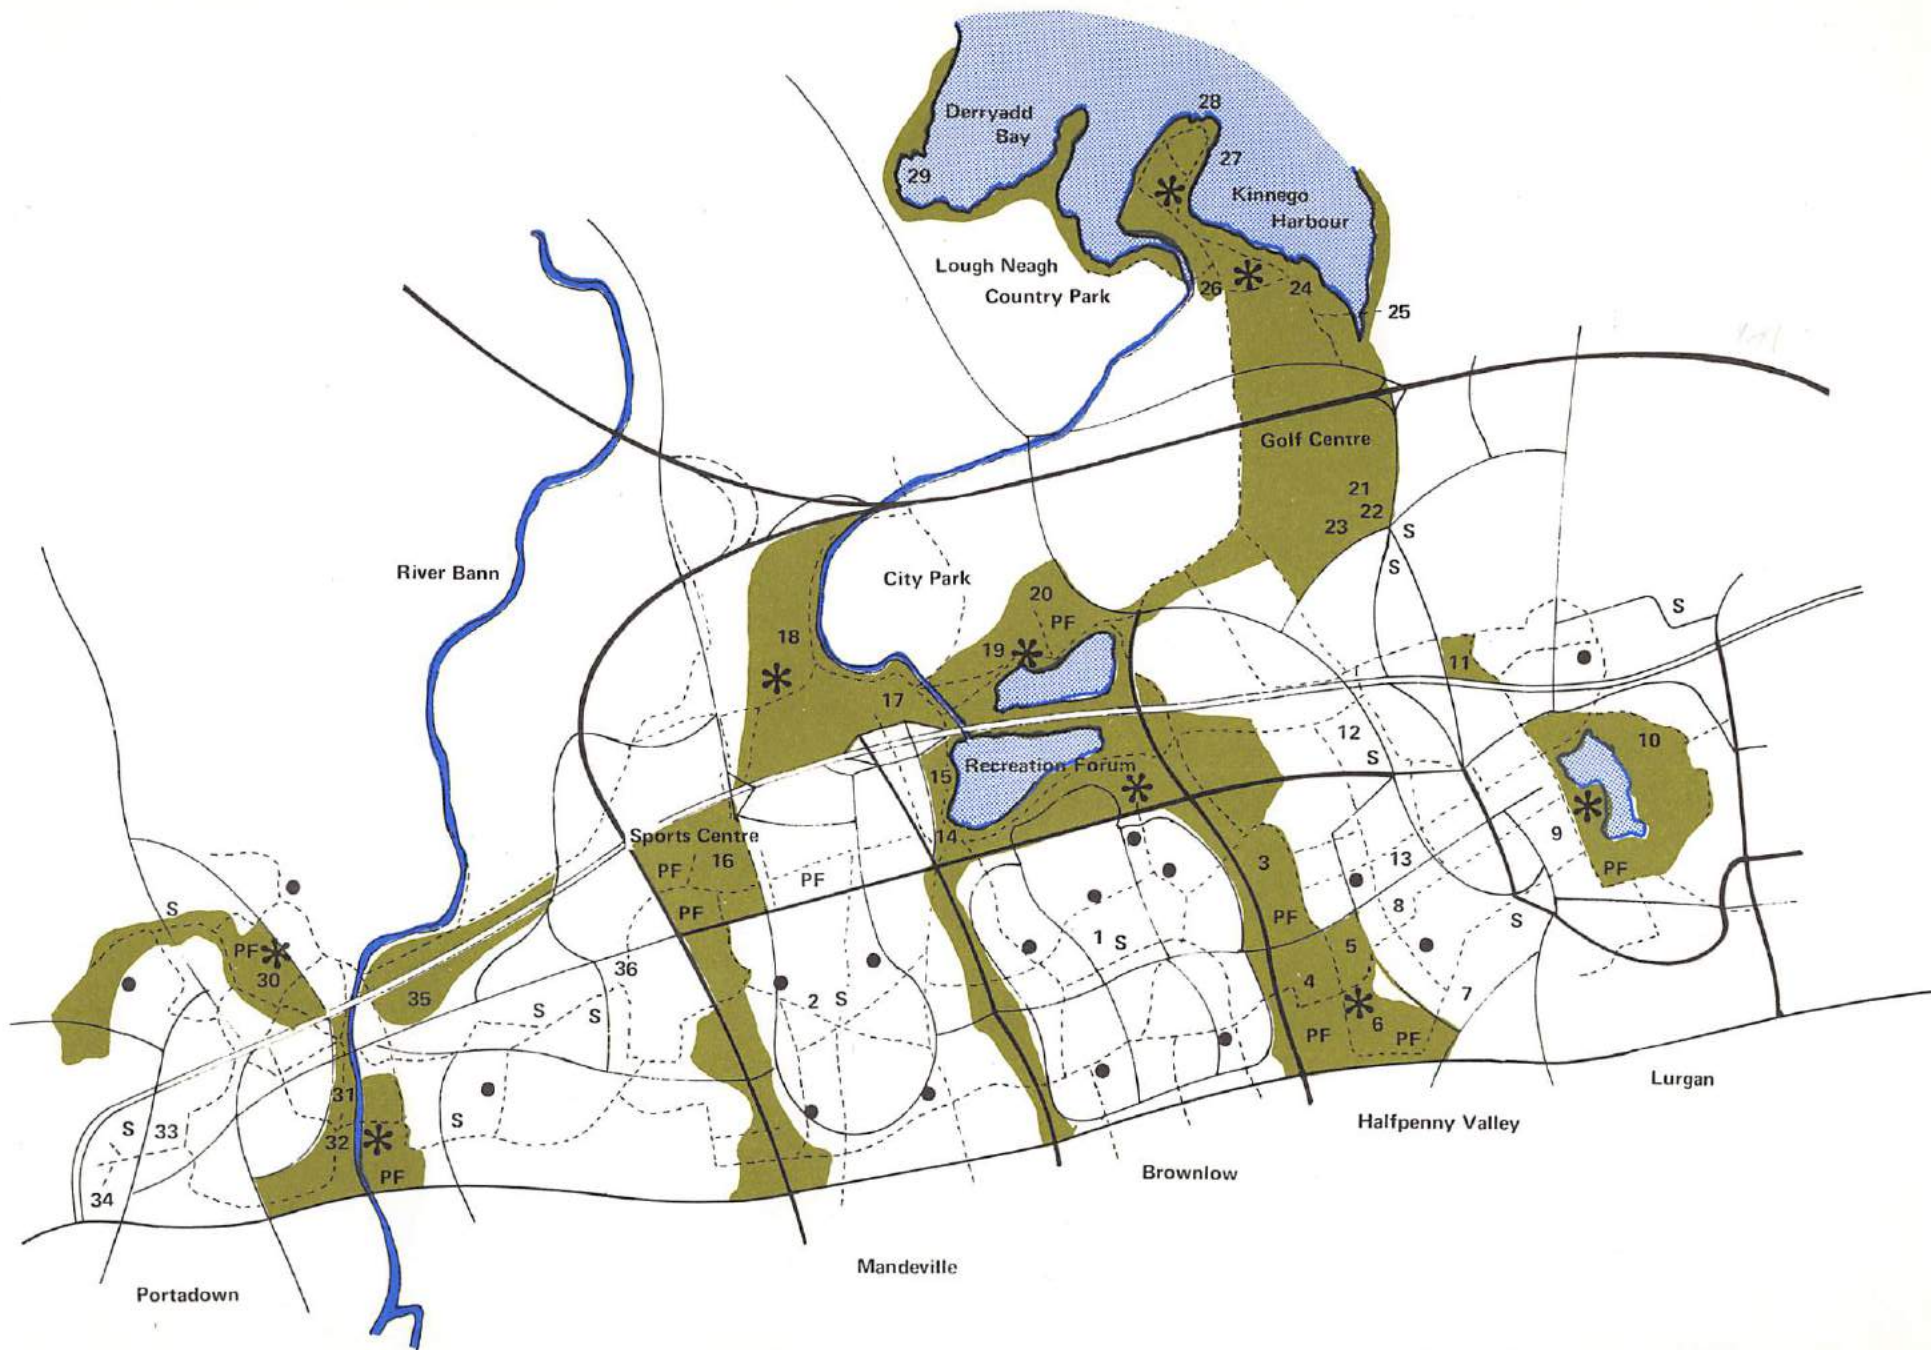 28
Derryadd
Bay
27
29
Kinnego
Harbour
Lough Neagh
Country Park
26
24
25
Golf Centre
21
22
23
S
S
River Bann
City Park
20
PF
S
18
19
11
17
12
10
S
15
Recreation Forum
Sports Centre
14
9
PF
16
PF
3
13
PF
PF
8
S
PF
S
1 S
5
PF
30
36
4
7
35
2 S
S
S
6
PF
PF
31
Lurgan
S
33
32
S
Halfpenny Valley
PF
34
Brownlow
Mandeville
Portadown